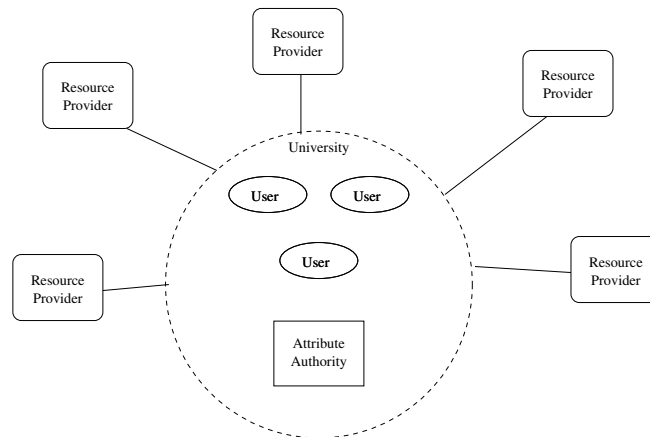 Resource
Provider
Resource
Provider
Resource
Provider
University
User
User
User
Resource
Provider
Resource
Provider
Attribute
Authority